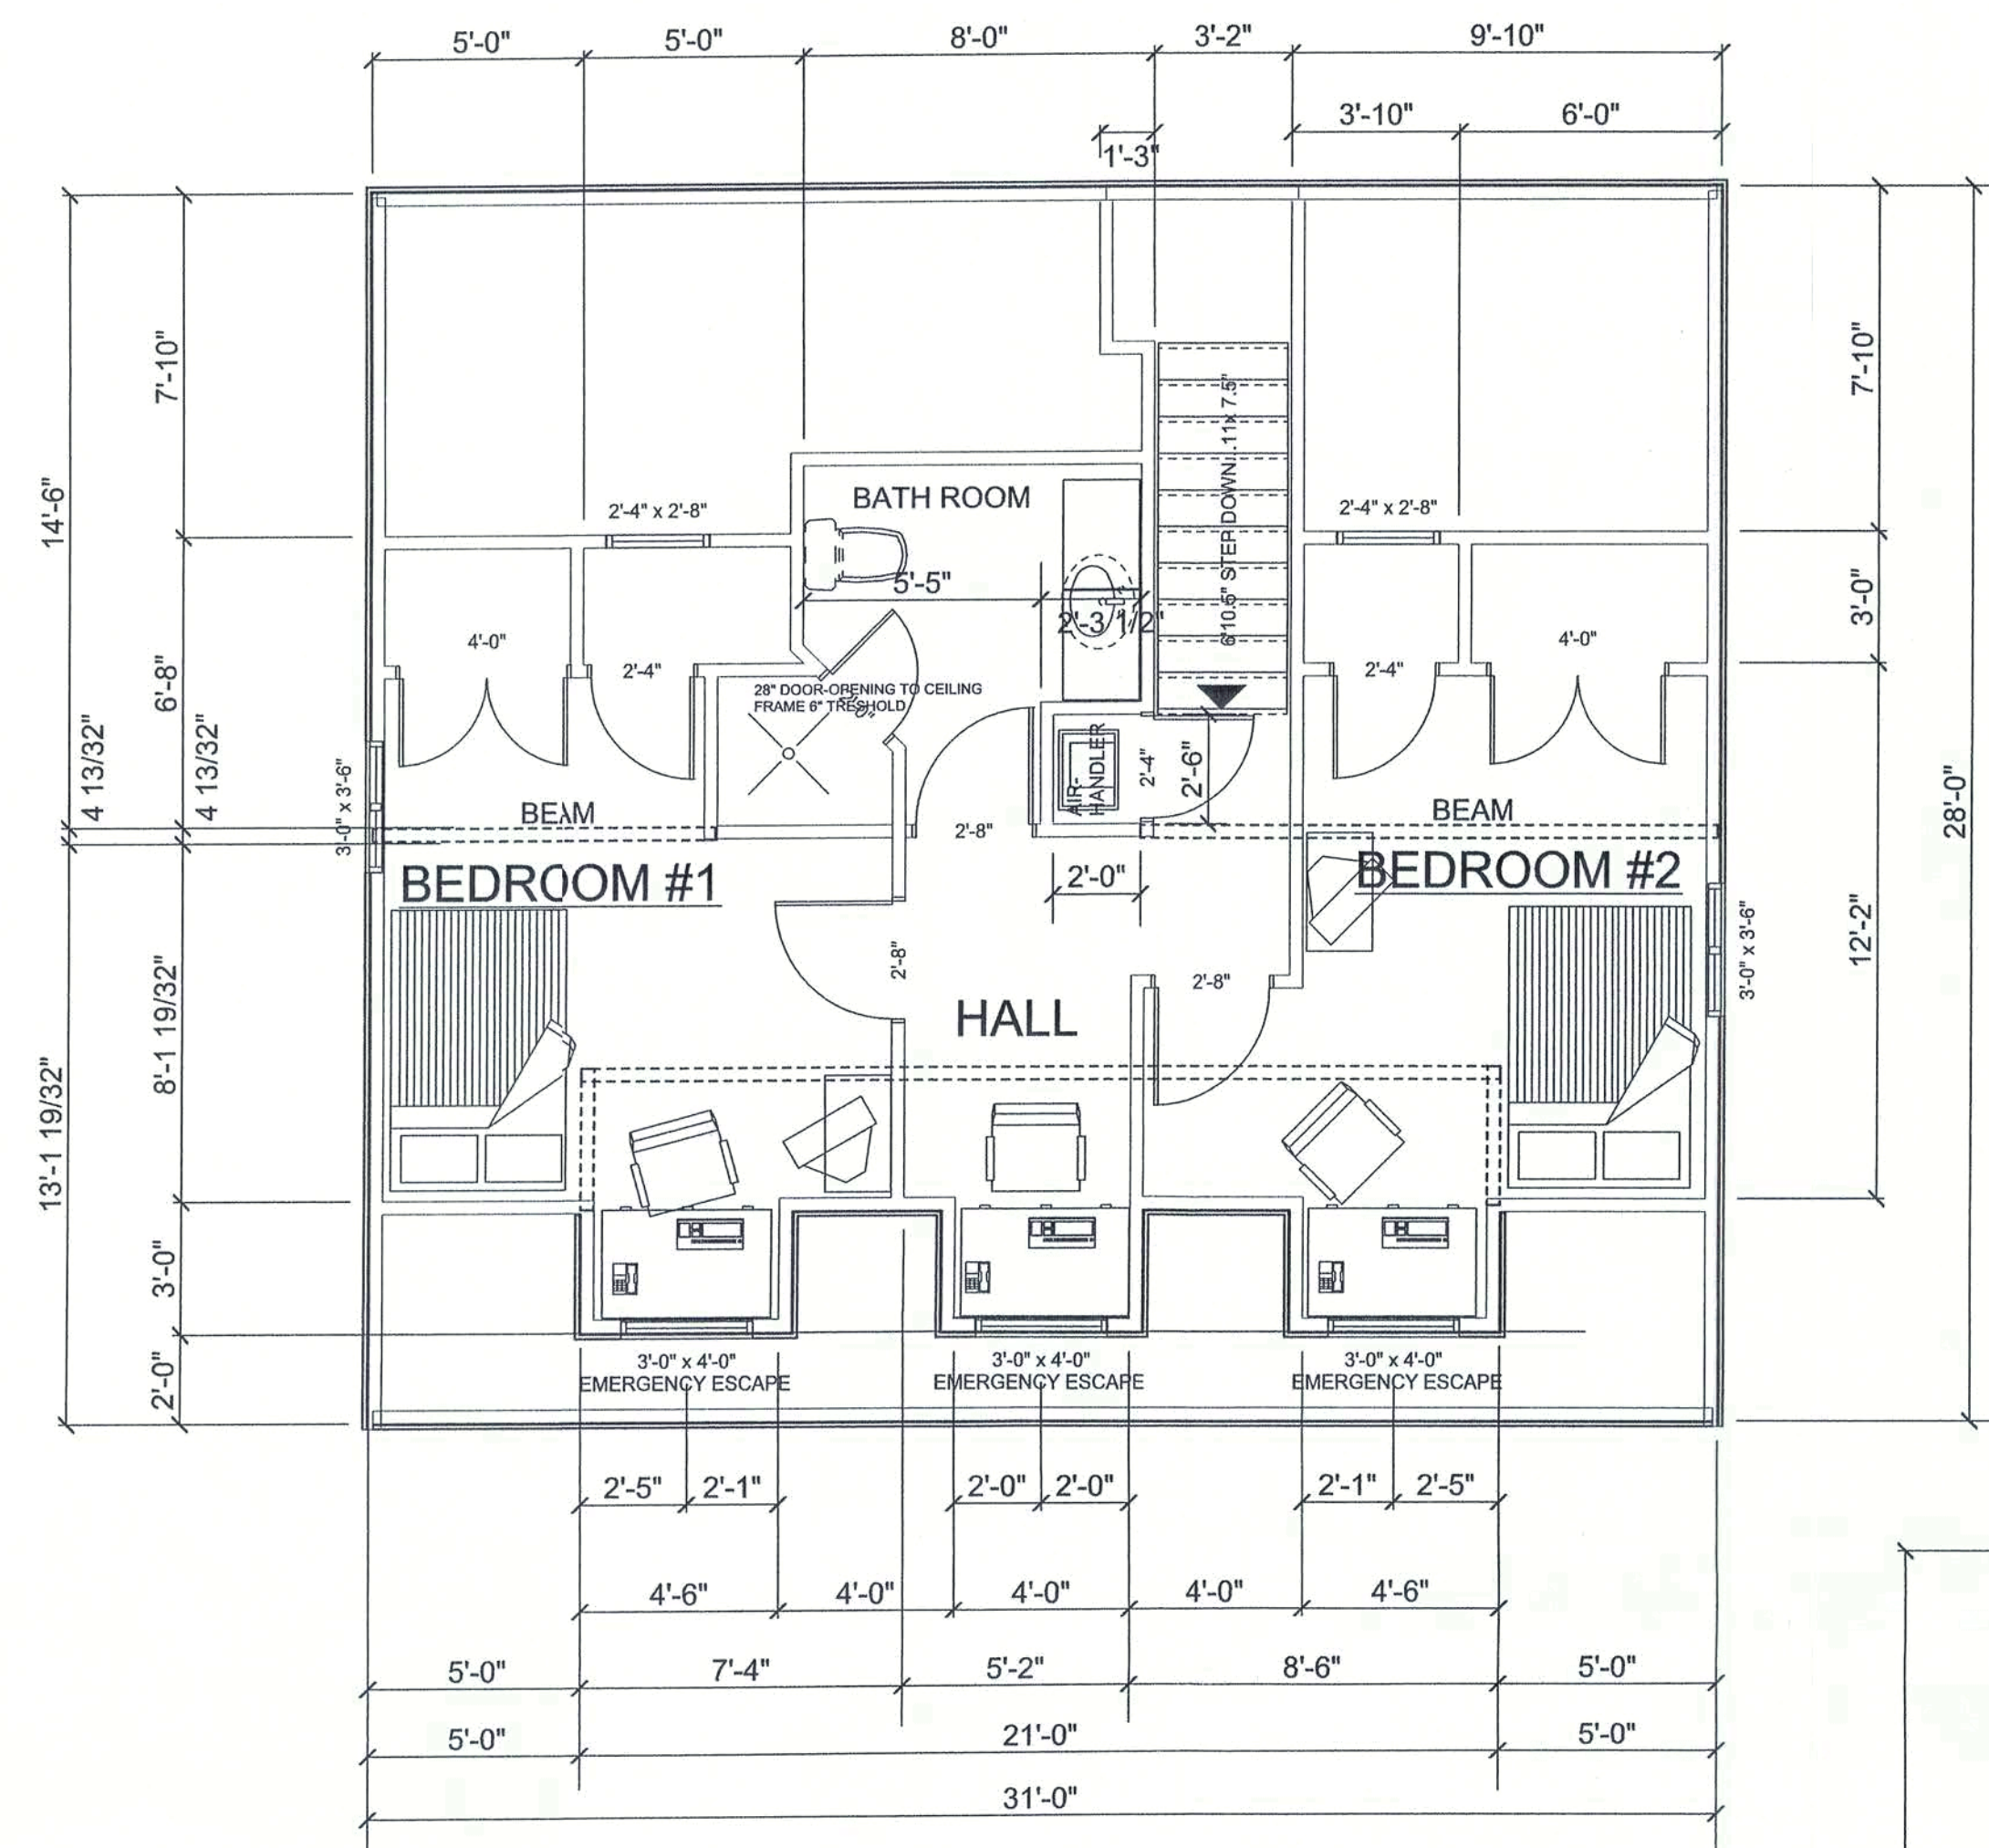 5'-0" 5'-0" 8'-0" 3'-2" 9'-10"
3'-10" 6'-0"
1'-3"
14'-6"
7'-10"
6'-8"
4 13/32"
4 13/32"
8'-1 19/32"
13'-1 19/32"
3'-0"
2'-0"
7'-10"
3'-0"
12'-2"
28'-0"
2'-4" x 2'-8"
BATH ROOM
2'-4" x 2'-8"
5'-5"
2'-3 1/2"
6'10.5" STEP DOWN..11x 7.5"
4'-0"
2'-4"
2'-4"
4'-0"
28" DOOR-OPENING TO CEILING
FRAME 6" TRESHOLD
AIR-
HANDLER
2'-4"
2'-6"
3'-0" x 3'-6"
BEAM
2'-8"
BEAM
BEDROOM #1
2'-0"
BEDROOM #2
2'-8"
2'-8"
3'-0" x 3'-6"
HALL
3'-0" x 4'-0"
EMERGENCY ESCAPE
3'-0" x 4'-0"
EMERGENCY ESCAPE
3'-0" x 4'-0"
EMERGENCY ESCAPE
2'-5" 2'-1" 2'-0" 2'-0" 2'-1" 2'-5"
4'-6" 4'-0" 4'-0" 4'-0" 4'-6"
5'-0" 7'-4" 5'-2" 8'-6" 5'-0"
5'-0" 21'-0" 5'-0"
31'-0"